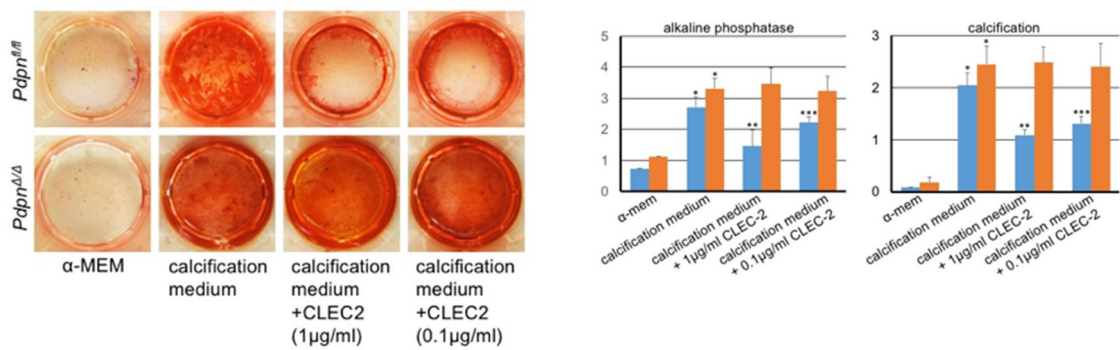 Pdpn^fl/fl
Pdpn^Δ/Δ
α-MEM
calcification
medium
calcification
medium
+CLEC2
(1µg/ml)
calcification
medium
+CLEC2
(0.1µg/ml)
alkaline phosphatase
5
4
3
2
1
0
*
*
**
***
α-mem
calcification medium
calcification medium
+ 1µg/ml CLEC-2
calcification medium
+ 0.1µg/ml CLEC-2
calcification
3
2
1
0
*
*
**
***
α-mem
calcification medium
calcification medium
+ 1µg/ml CLEC-2
calcification medium
+ 0.1µg/ml CLEC-2